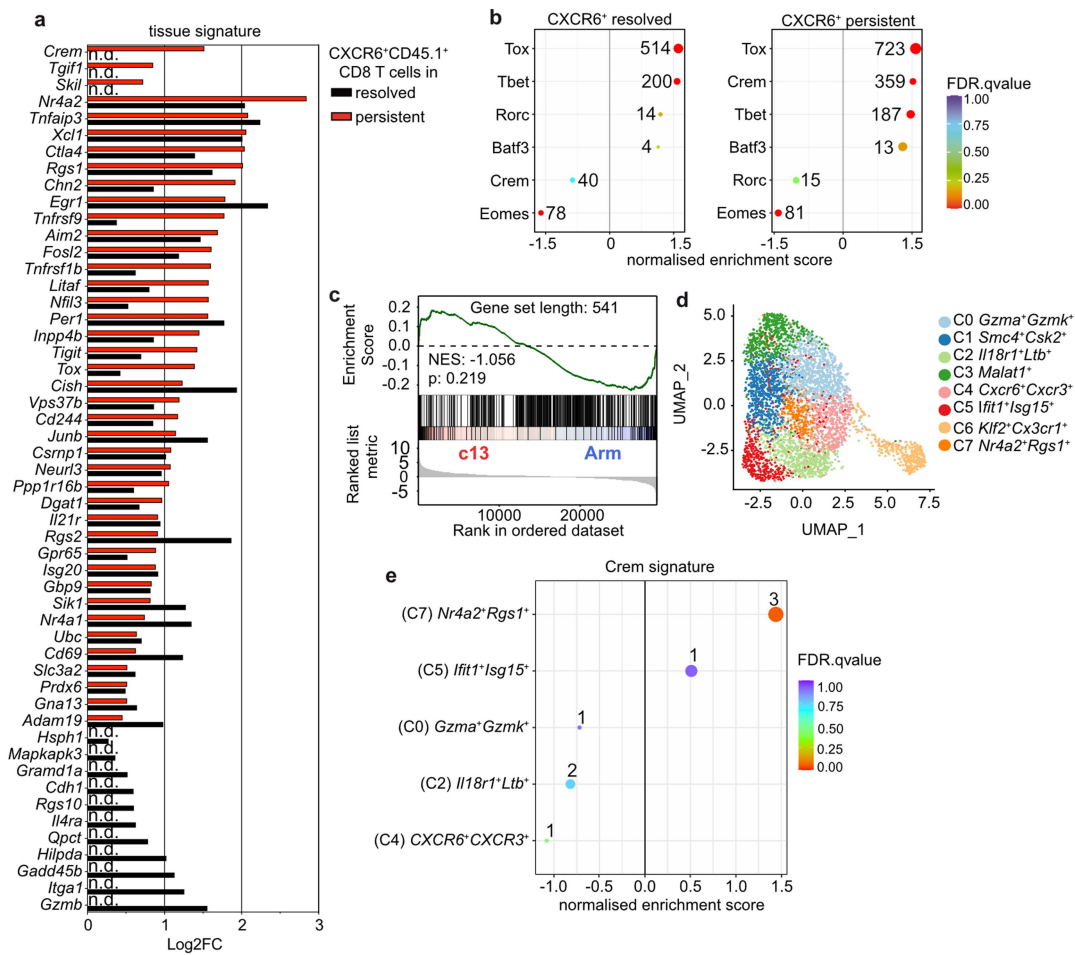 a
tissue signature
Crem
n.d.
Tgif1
n.d.
Skil
n.d.
Nr4a2
Tnfaip3
Xcl1
Ctla4
Rgs1
Chn2
Egr1
Tnfrsf9
Aim2
Fosl2
Tnfrsf1b
Litaf
Nfil3
Per1
Inpp4b
Tigit
Tox
Cish
Vps37b
Cd244
Junb
Csrnp1
Neurl3
Ppp1r16b
Dgat1
Il21r
Rgs2
Gpr65
Isg20
Gbp9
Sik1
Nr4a1
Ubc
Cd69
Slc3a2
Prdx6
Gna13
Adam19
Hsph1 n.d.
Mapkapk3 n.d.
Gramd1a n.d.
Cdh1 n.d.
Rgs10 n.d.
Il4ra n.d.
Qpct n.d.
Hilpda n.d.
Gadd45b n.d.
Itga1 n.d.
Gzmb n.d.
0 1 2 3
Log2FC
CXCR6⁺CD45.1⁺
CD8 T cells in
resolved
persistent
b
CXCR6⁺ resolved
Tox 514
Tbet 200
Rorc 14
Batf3 4
Crem 40
Eomes 78
-1.5 0 1.5
CXCR6⁺ persistent
Tox 723
Crem 359
Tbet 187
Batf3 13
Rorc 15
Eomes 81
-1.5 0 1.5
normalised enrichment score
FDR.qvalue
1.00
0.75
0.50
0.25
0.00
c
Gene set length: 541
0.2
0.1
0.0
-0.1
-0.2
Enrichment
Score
NES: -1.056
p: 0.219
c13 Arm
Ranked list
metric
10
5
0
-5
10000 20000
Rank in ordered dataset
d
5.0
2.5
0.0
-2.5
UMAP_2
-2.5 0.0 2.5 5.0 7.5
UMAP_1
C0 Gzma⁺Gzmk⁺
C1 Smc4⁺Csk2⁺
C2 Il18r1⁺Ltb⁺
C3 Malat1⁺
C4 Cxcr6⁺Cxcr3⁺
C5 Ifit1⁺Isg15⁺
C6 Klf2⁺Cx3cr1⁺
C7 Nr4a2⁺Rgs1⁺
e
Crem signature
(C7) Nr4a2⁺Rgs1⁺ 3
(C5) Ifit1⁺Isg15⁺ 1
(C0) Gzma⁺Gzmk⁺ 1
(C2) Il18r1⁺Ltb⁺ 2
(C4) CXCR6⁺CXCR3⁺ 1
-1.0 -0.5 0.0 0.5 1.0 1.5
normalised enrichment score
FDR.qvalue
1.00
0.75
0.50
0.25
0.00